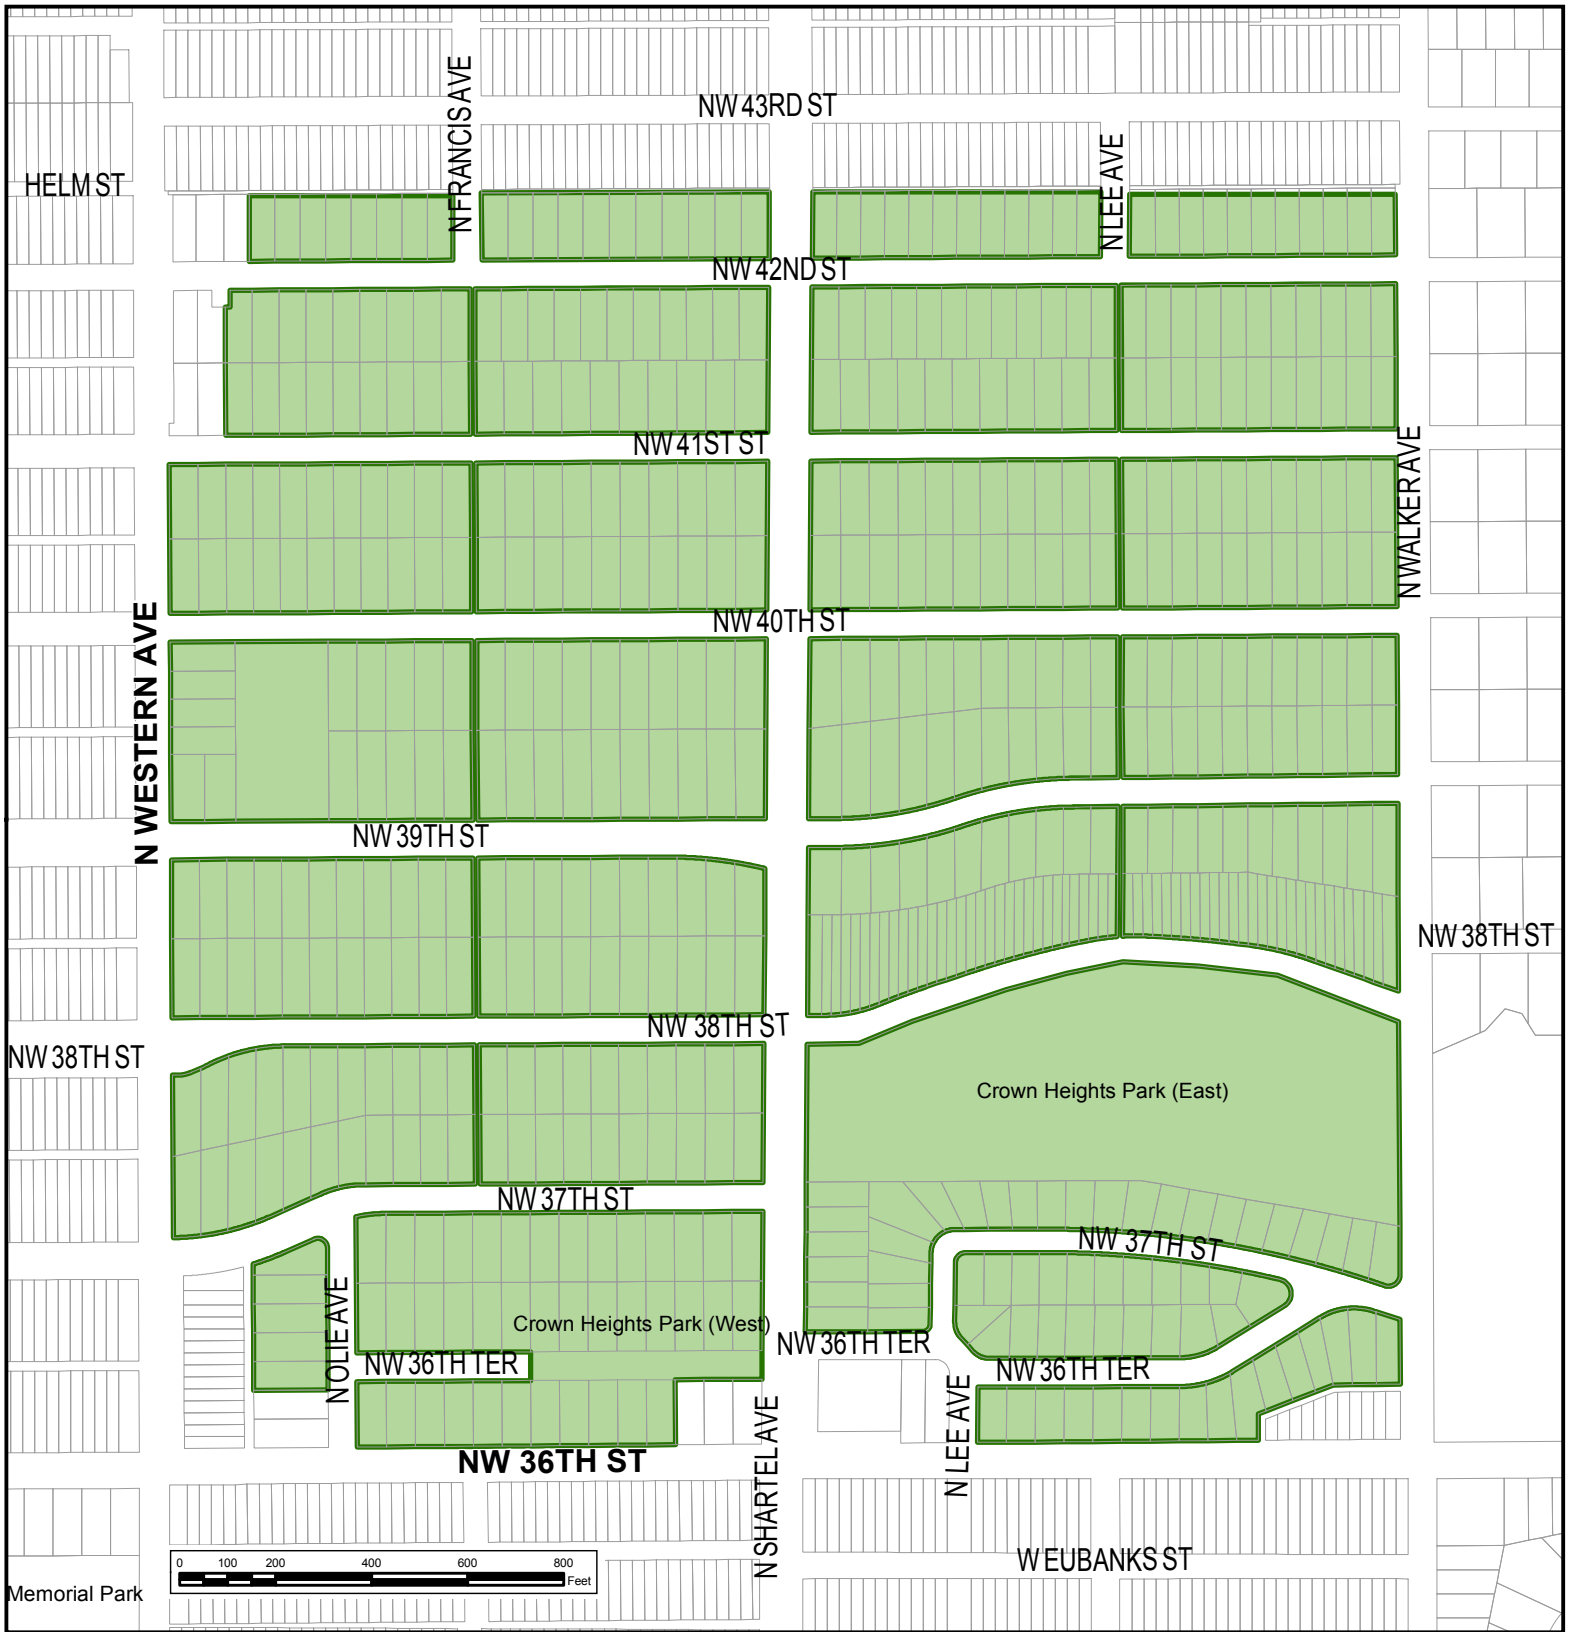 N FRANCIS AVE
NW 43RD ST
N LEE AVE
HELM ST
NW 42ND ST
NW 41ST ST
N WALKER AVE
NW 40TH ST
N WESTERN AVE
NW 39TH ST
NW 38TH ST
NW 38TH ST
NW 38TH ST
Crown Heights Park (East)
NW 37TH ST
NW 37TH ST
N OLIE AVE
Crown Heights Park (West)
NW 36TH TER
NW 36TH TER
NW 36TH TER
N LEE AVE
N SHARTEL AVE
NW 36TH ST
W EUBANKS ST
0 100 200 400 600 800
Feet
Memorial Park